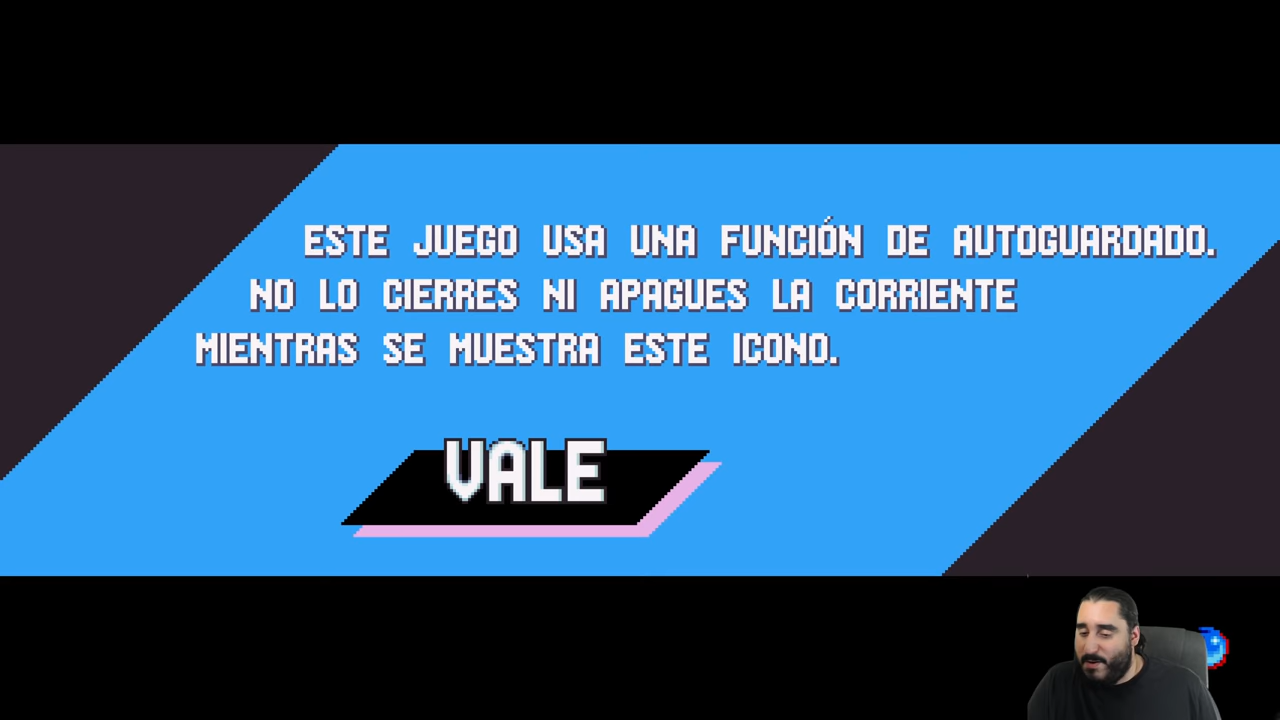 ESTE JUEGO USA UNA FUNCIÓN DE AUTOGUARDADO.
NO LO CIERRES NI APAGUES LA CORRIENTE
MIENTRAS SE MUESTRA ESTE ICONO.
VALE